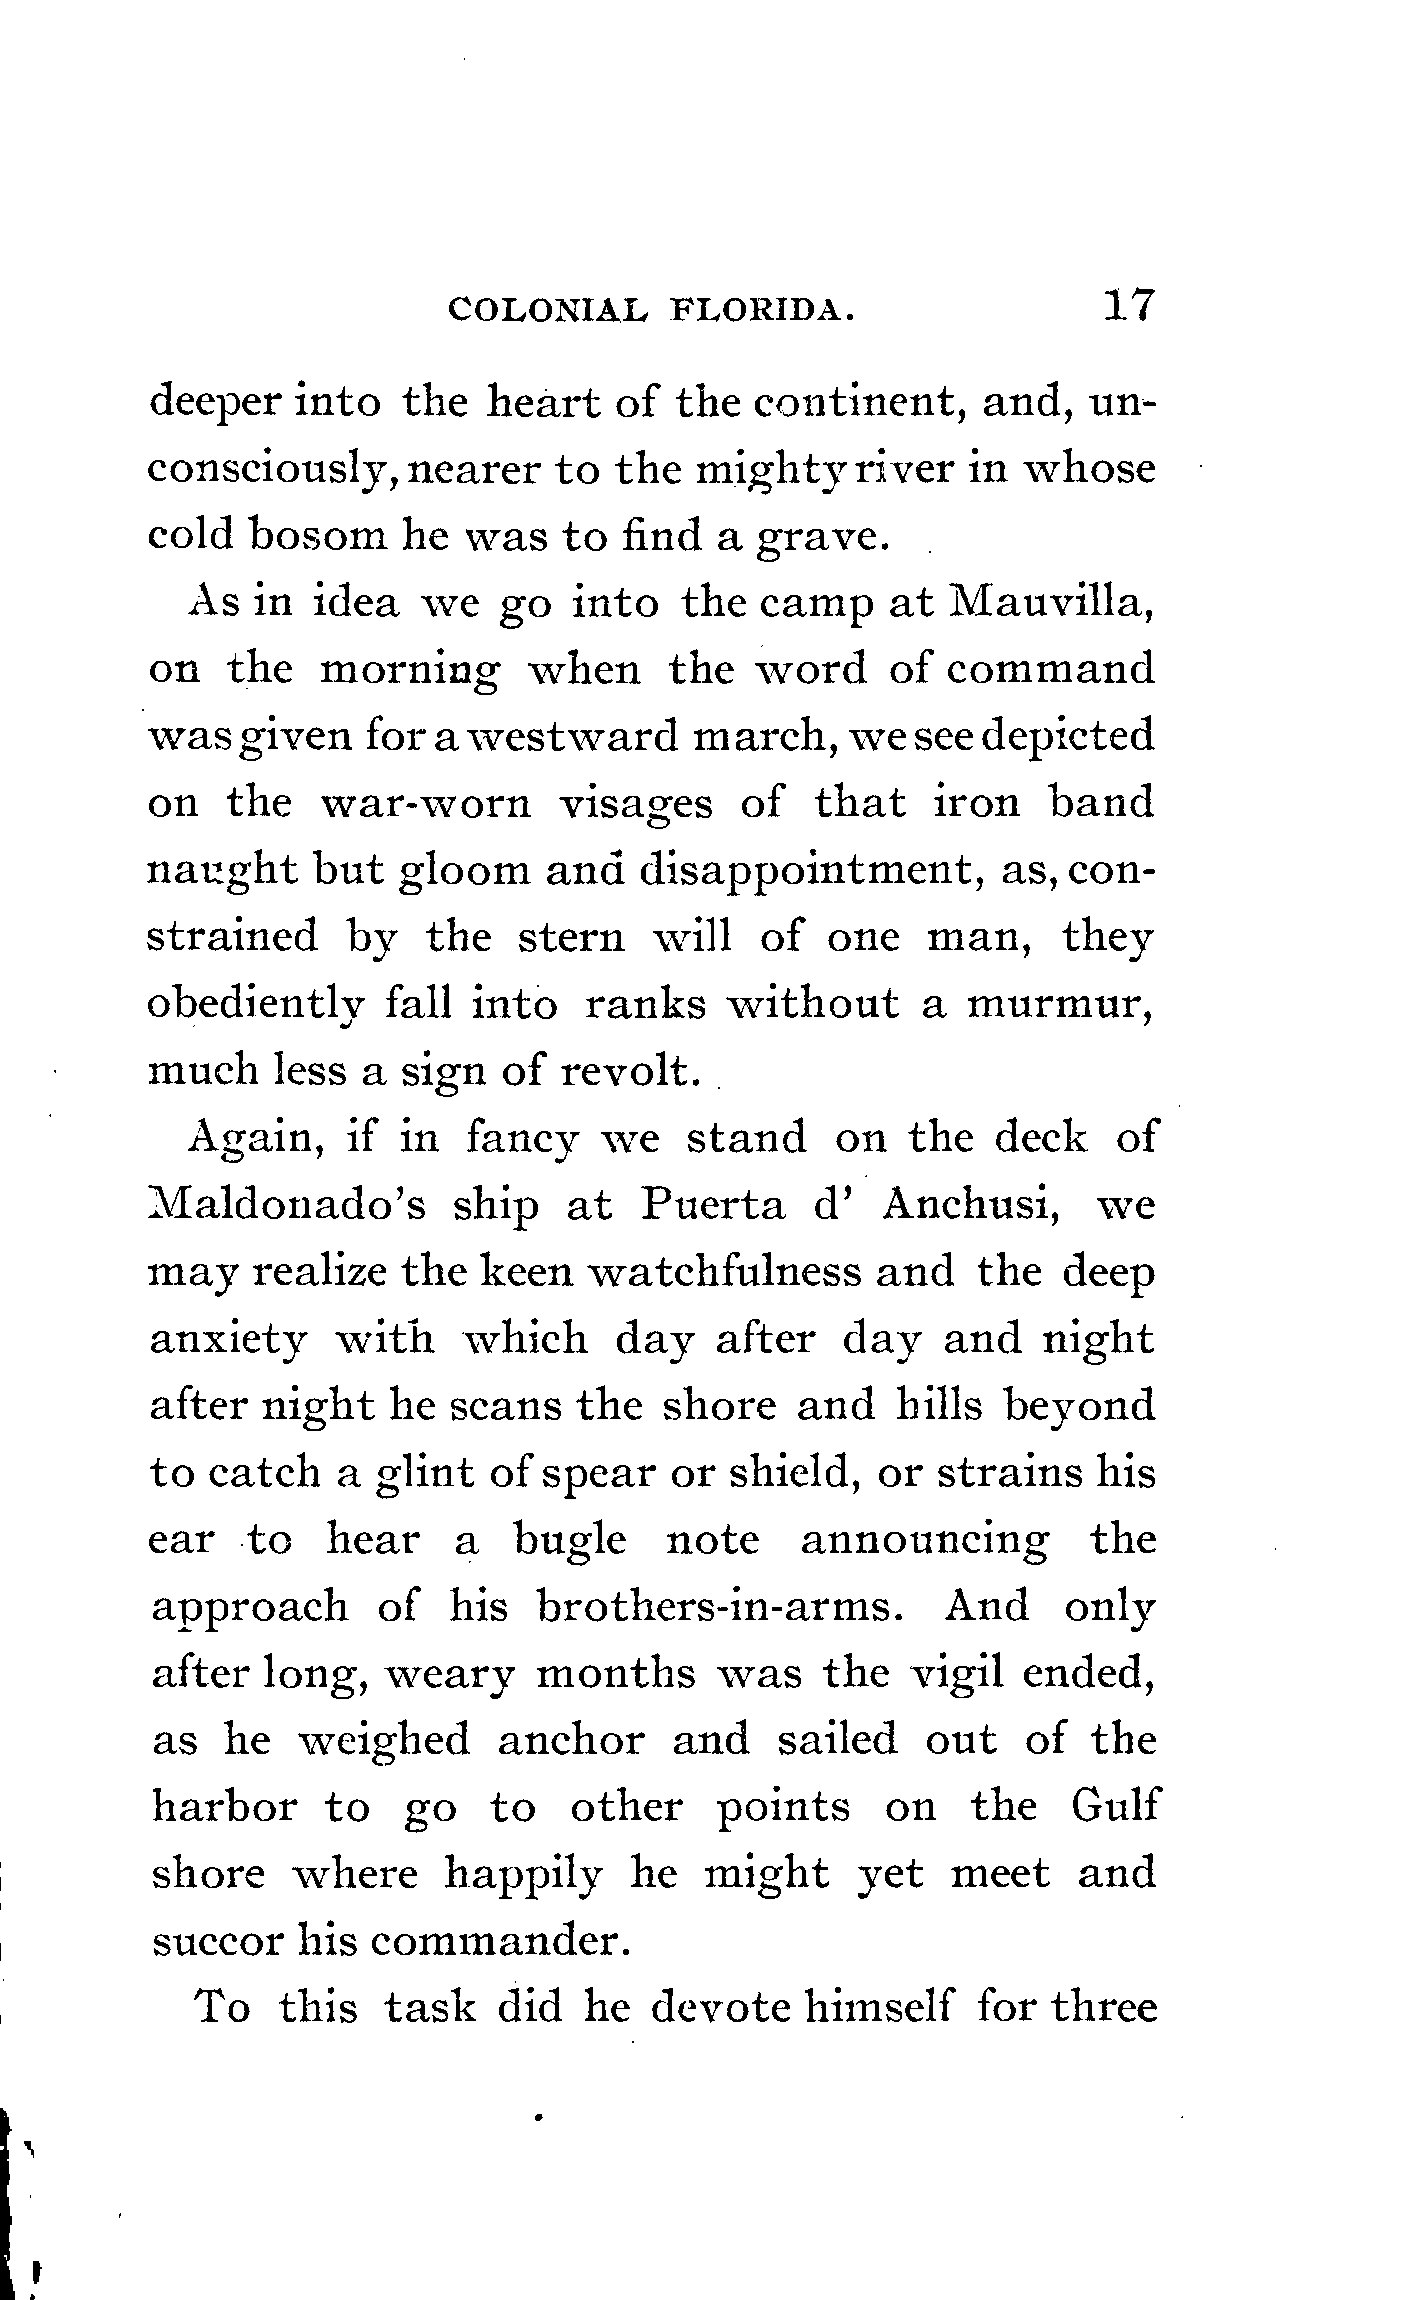 COLONIAL FLORIDA. 17
deeper into the heart of the continent, and, un-
consciously, nearer to the mighty river in whose
cold bosom he was to find a grave.
As in idea we go into the camp at Mauvilla,
on the morning when the word of command
was given for a westward march, we see depicted
on the war-worn visages of that iron band
naught but gloom and disappointment, as, con-
strained by the stern will of one man, they
obediently fall into ranks without a murmur,
much less a sign of revolt.
Again, if in fancy we stand on the deck of
Maldonado's ship at Puerta d' Anchusi, we
may realize the keen watchfulness and the deep
anxiety with which day after day and night
after night he scans the shore and hills beyond
to catch a glint of spear or shield, or strains his
ear to hear a bugle note announcing the
approach of his brothers-in-arms. And only
after long, weary months was the vigil ended,
as he weighed anchor and sailed out of the
harbor to go to other points on the Gulf
shore where happily he might yet meet and
succor his commander.
To this task did he devote himself for three